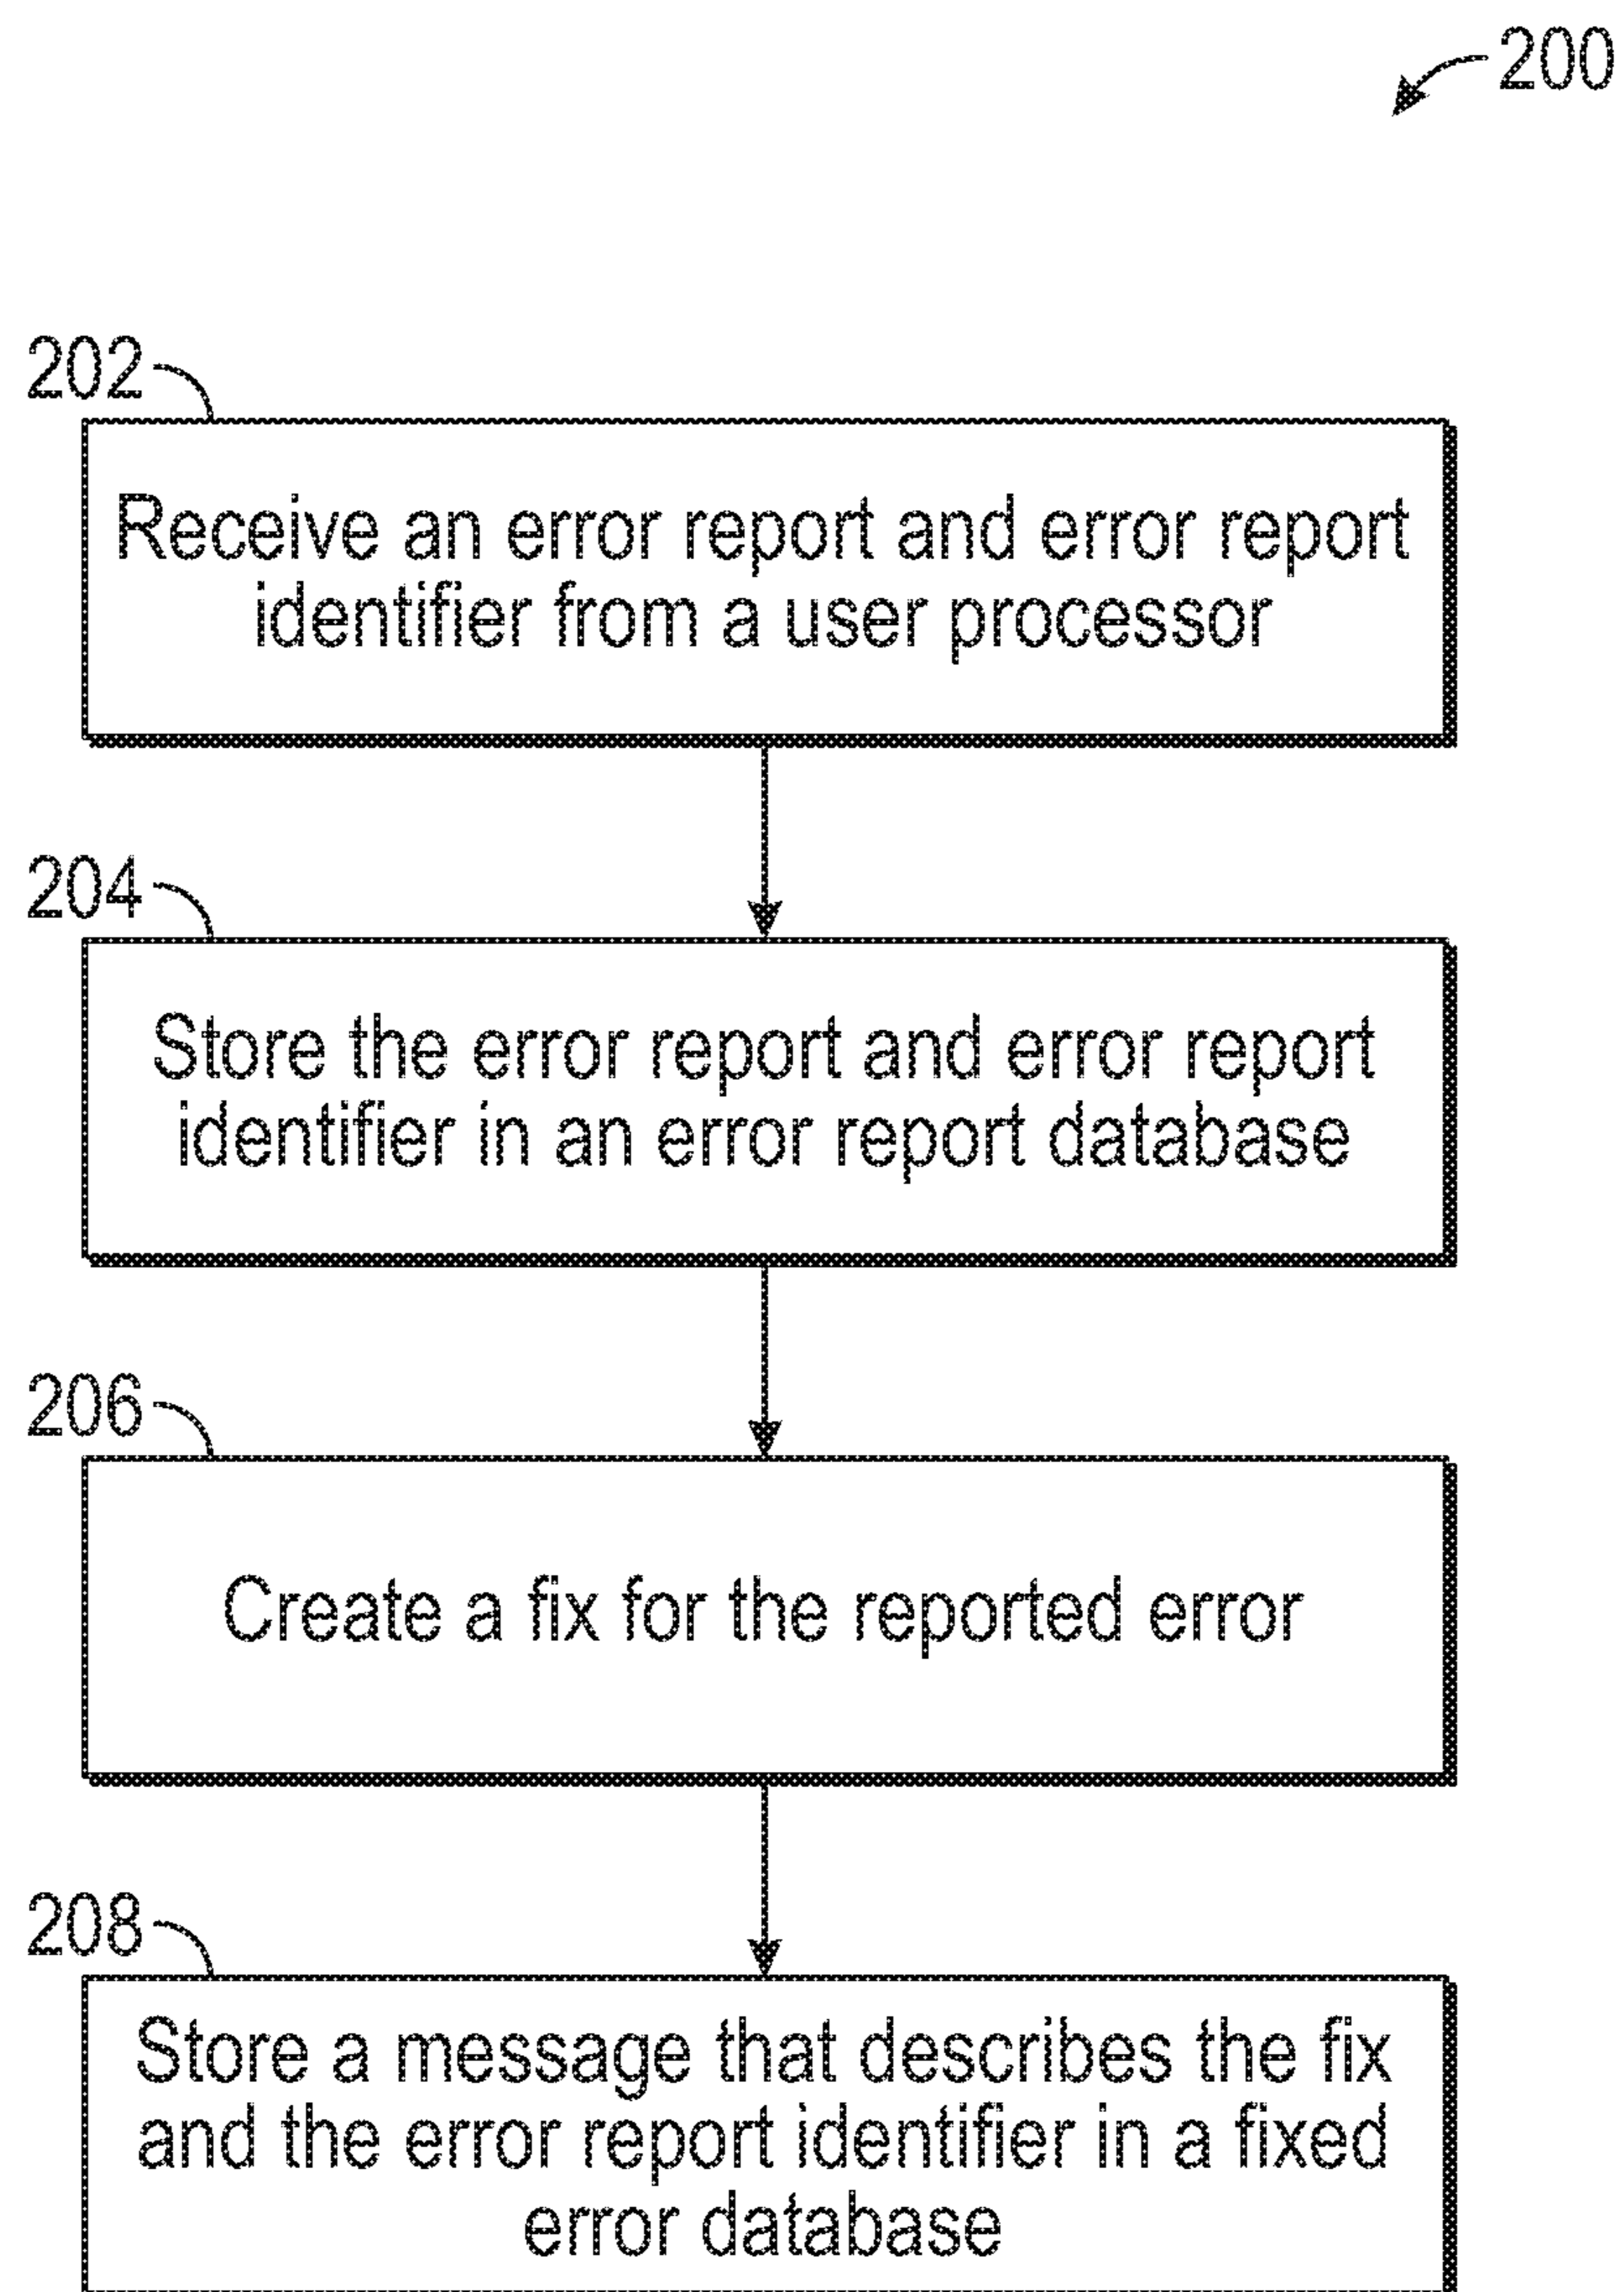 200
202
Receive an error report and error report
identifier from a user processor
204
Store the error report and error report
identifier in an error report database
206
Create a fix for the reported error
208
Store a message that describes the fix
and the error report identifier in a fixed
error database